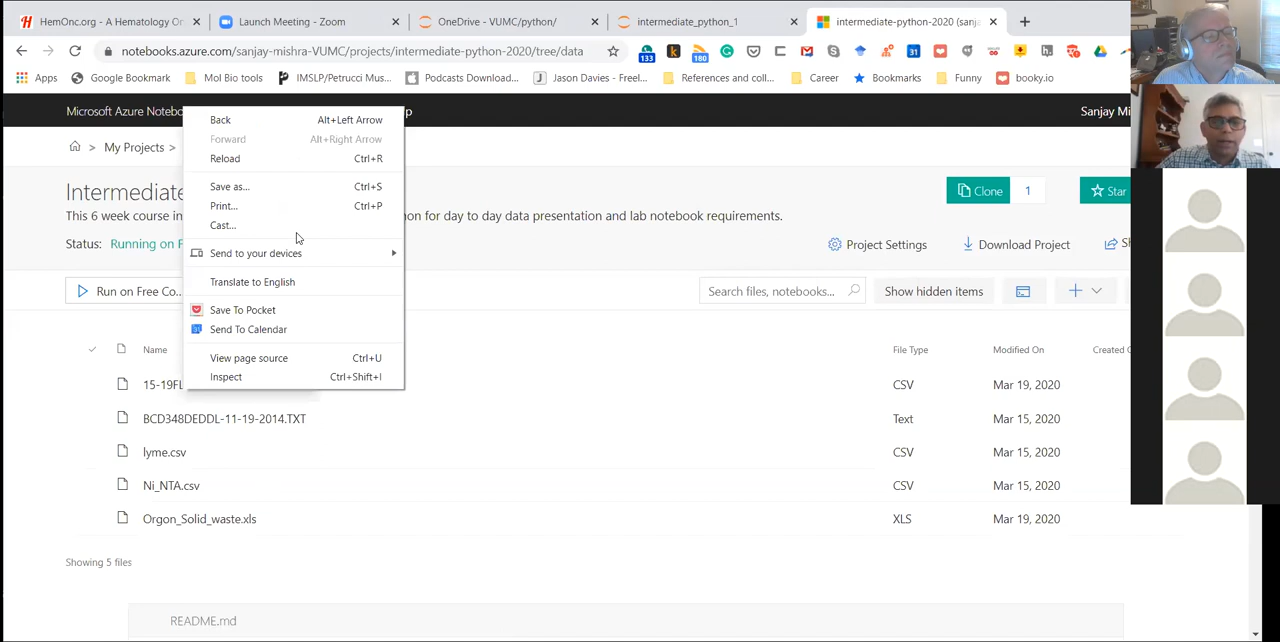 HemOnc.org - A Hematology On
Launch Meeting - Zoom
OneDrive - VUMC/python/
intermediate_python_1
intermediate-python-2020 (sanj
notebooks.azure.com/sanjay-mishra-VUMC/projects/intermediate-python-2020/tree/data
133
180
31
Apps
Google Bookmark
Mol Bio tools
IMSLP/Petrucci Mus...
Podcasts Download...
Jason Davies - Freel...
References and coll...
Career
Bookmarks
Funny
booky.io
Microsoft Azure Notebo
p
Sanjay Mi
> My Projects >
Intermediate
This 6 week course in
on for day to day data presentation and lab notebook requirements.
Status: Running on F
Clone 1
Star
Project Settings
Download Project
Run on Free Co...
Search files, notebooks...
Show hidden items
Back Alt+Left Arrow
Forward Alt+Right Arrow
Reload Ctrl+R
Save as... Ctrl+S
Print... Ctrl+P
Cast...
Send to your devices
Translate to English
Save To Pocket
Send To Calendar
View page source Ctrl+U
Inspect Ctrl+Shift+I
Name File Type Modified On Created
15-19FL CSV Mar 19, 2020
BCD348DEDDL-11-19-2014.TXT Text Mar 15, 2020
lyme.csv CSV Mar 15, 2020
Ni_NTA.csv CSV Mar 15, 2020
Orgon_Solid_waste.xls XLS Mar 19, 2020
Showing 5 files
README.md